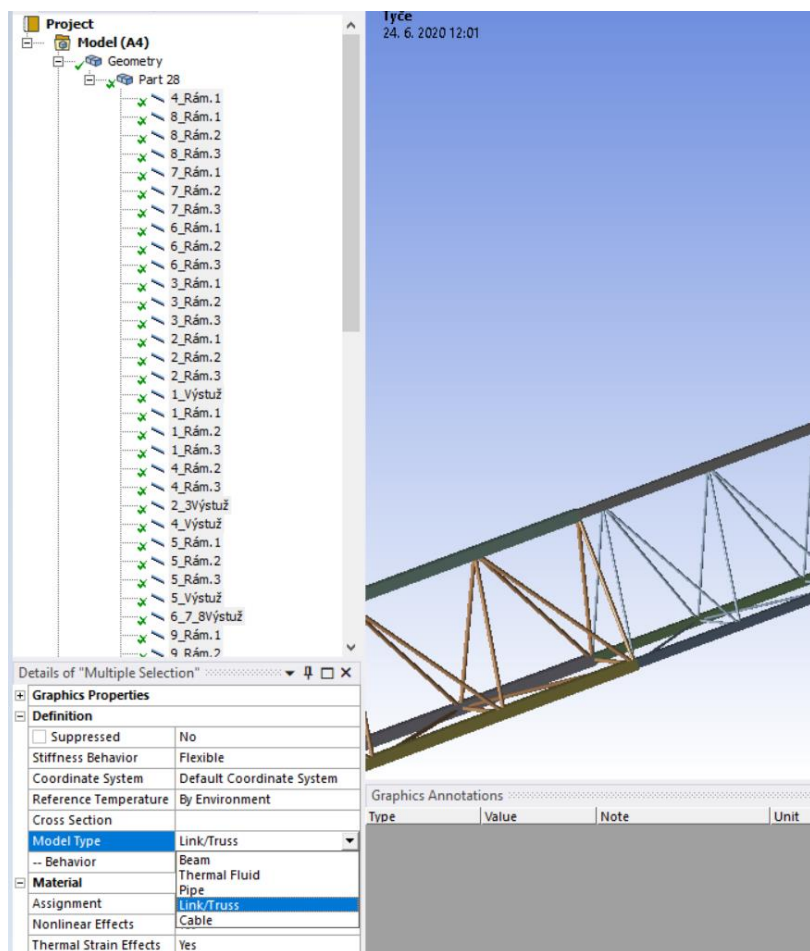 Project
Model (A4)
Geometry
Part 28
4_Rám.1
8_Rám.1
8_Rám.2
8_Rám.3
7_Rám.1
7_Rám.2
7_Rám.3
6_Rám.1
6_Rám.2
6_Rám.3
3_Rám.1
3_Rám.2
3_Rám.3
2_Rám.1
2_Rám.2
2_Rám.3
1_Výstuž
1_Rám.1
1_Rám.2
1_Rám.3
4_Rám.2
4_Rám.3
2_3Výstuž
4_Výstuž
5_Rám.1
5_Rám.2
5_Rám.3
5_Výstuž
6_7_8Výstuž
9_Rám.1
9_Rám.2
Details of "Multiple Selection"
Graphics Properties
Definition
Suppressed No
Stiffness Behavior Flexible
Coordinate System Default Coordinate System
Reference Temperature By Environment
Cross Section
Model Type Link/Truss
-- Behavior
Beam
Thermal Fluid
Pipe
Link/Truss
Cable
Material
Assignment
Nonlinear Effects
Thermal Strain Effects Yes
Tyče
24. 6. 2020 12:01
Graphics Annotations
Type Value Note Unit